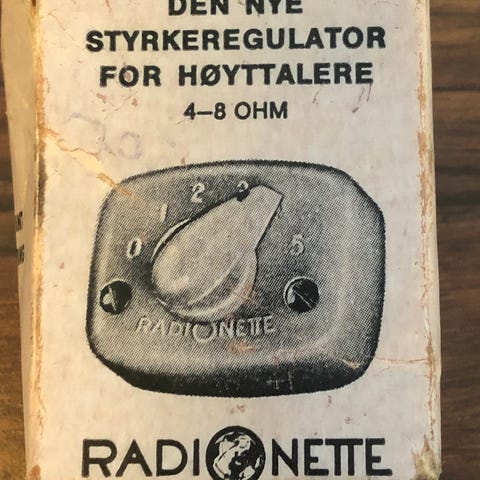 DEN NYE
STYRKEREGULATOR
FOR HØYTTALERE
4–8 OHM
0 1 2 3 5
RADIONETTE
RADIONETTE